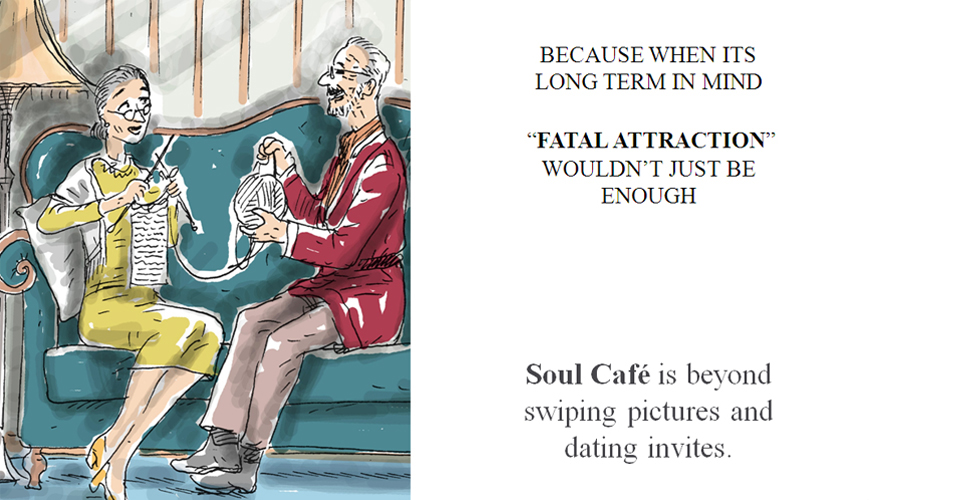 BECAUSE WHEN ITS
LONG TERM IN MIND
“FATAL ATTRACTION”
WOULDN’T JUST BE
ENOUGH
Soul Café is beyond
swiping pictures and
dating invites.